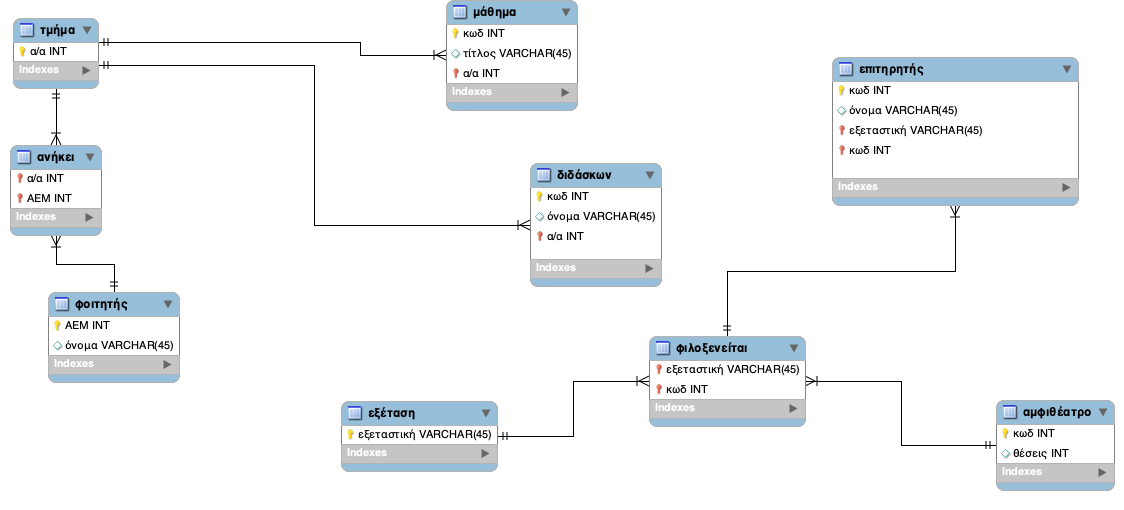 τμήμα
α/α INT
Indexes
μάθημα
κωδ INT
τίτλος VARCHAR(45)
α/α INT
Indexes
επιτηρητής
κωδ INT
όνομα VARCHAR(45)
εξεταστική VARCHAR(45)
κωδ INT
Indexes
ανήκει
α/α INT
ΑΕΜ INT
Indexes
διδάσκων
κωδ INT
όνομα VARCHAR(45)
α/α INT
Indexes
φοιτητής
ΑΕΜ INT
όνομα VARCHAR(45)
Indexes
φιλοξενείται
εξεταστική VARCHAR(45)
κωδ INT
Indexes
εξέταση
εξεταστική VARCHAR(45)
Indexes
αμφιθέατρο
κωδ INT
θέσεις INT
Indexes